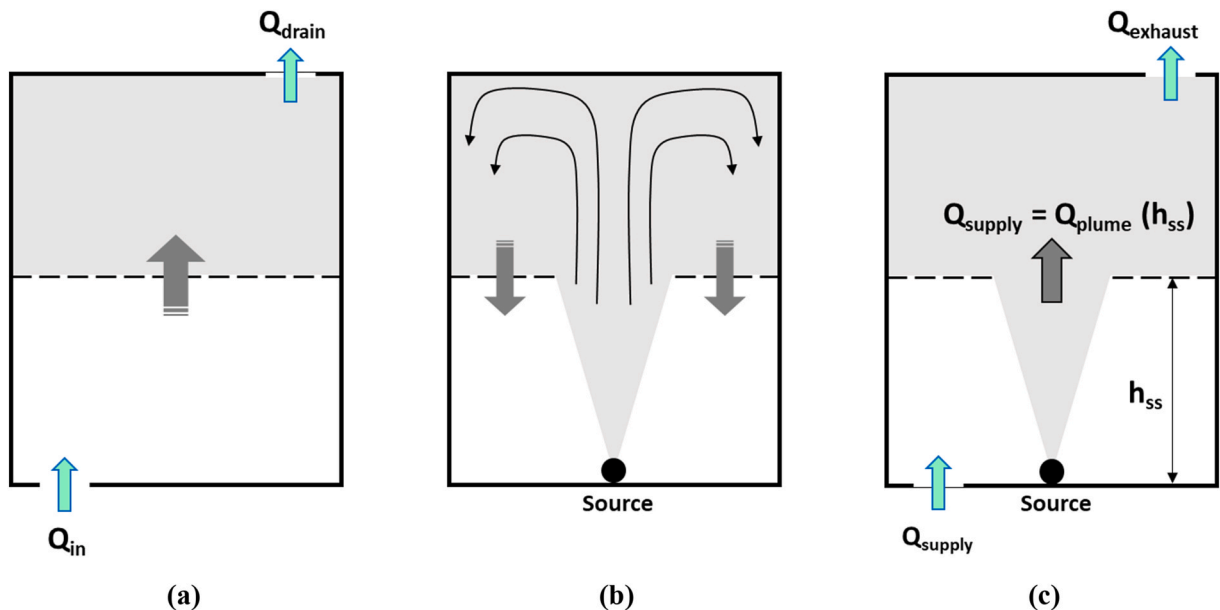 Q_drain
Q_in
(a)
Source
(b)
Q_exhaust
Q_supply = Q_plume (h_ss)
h_ss
Source
Q_supply
(c)